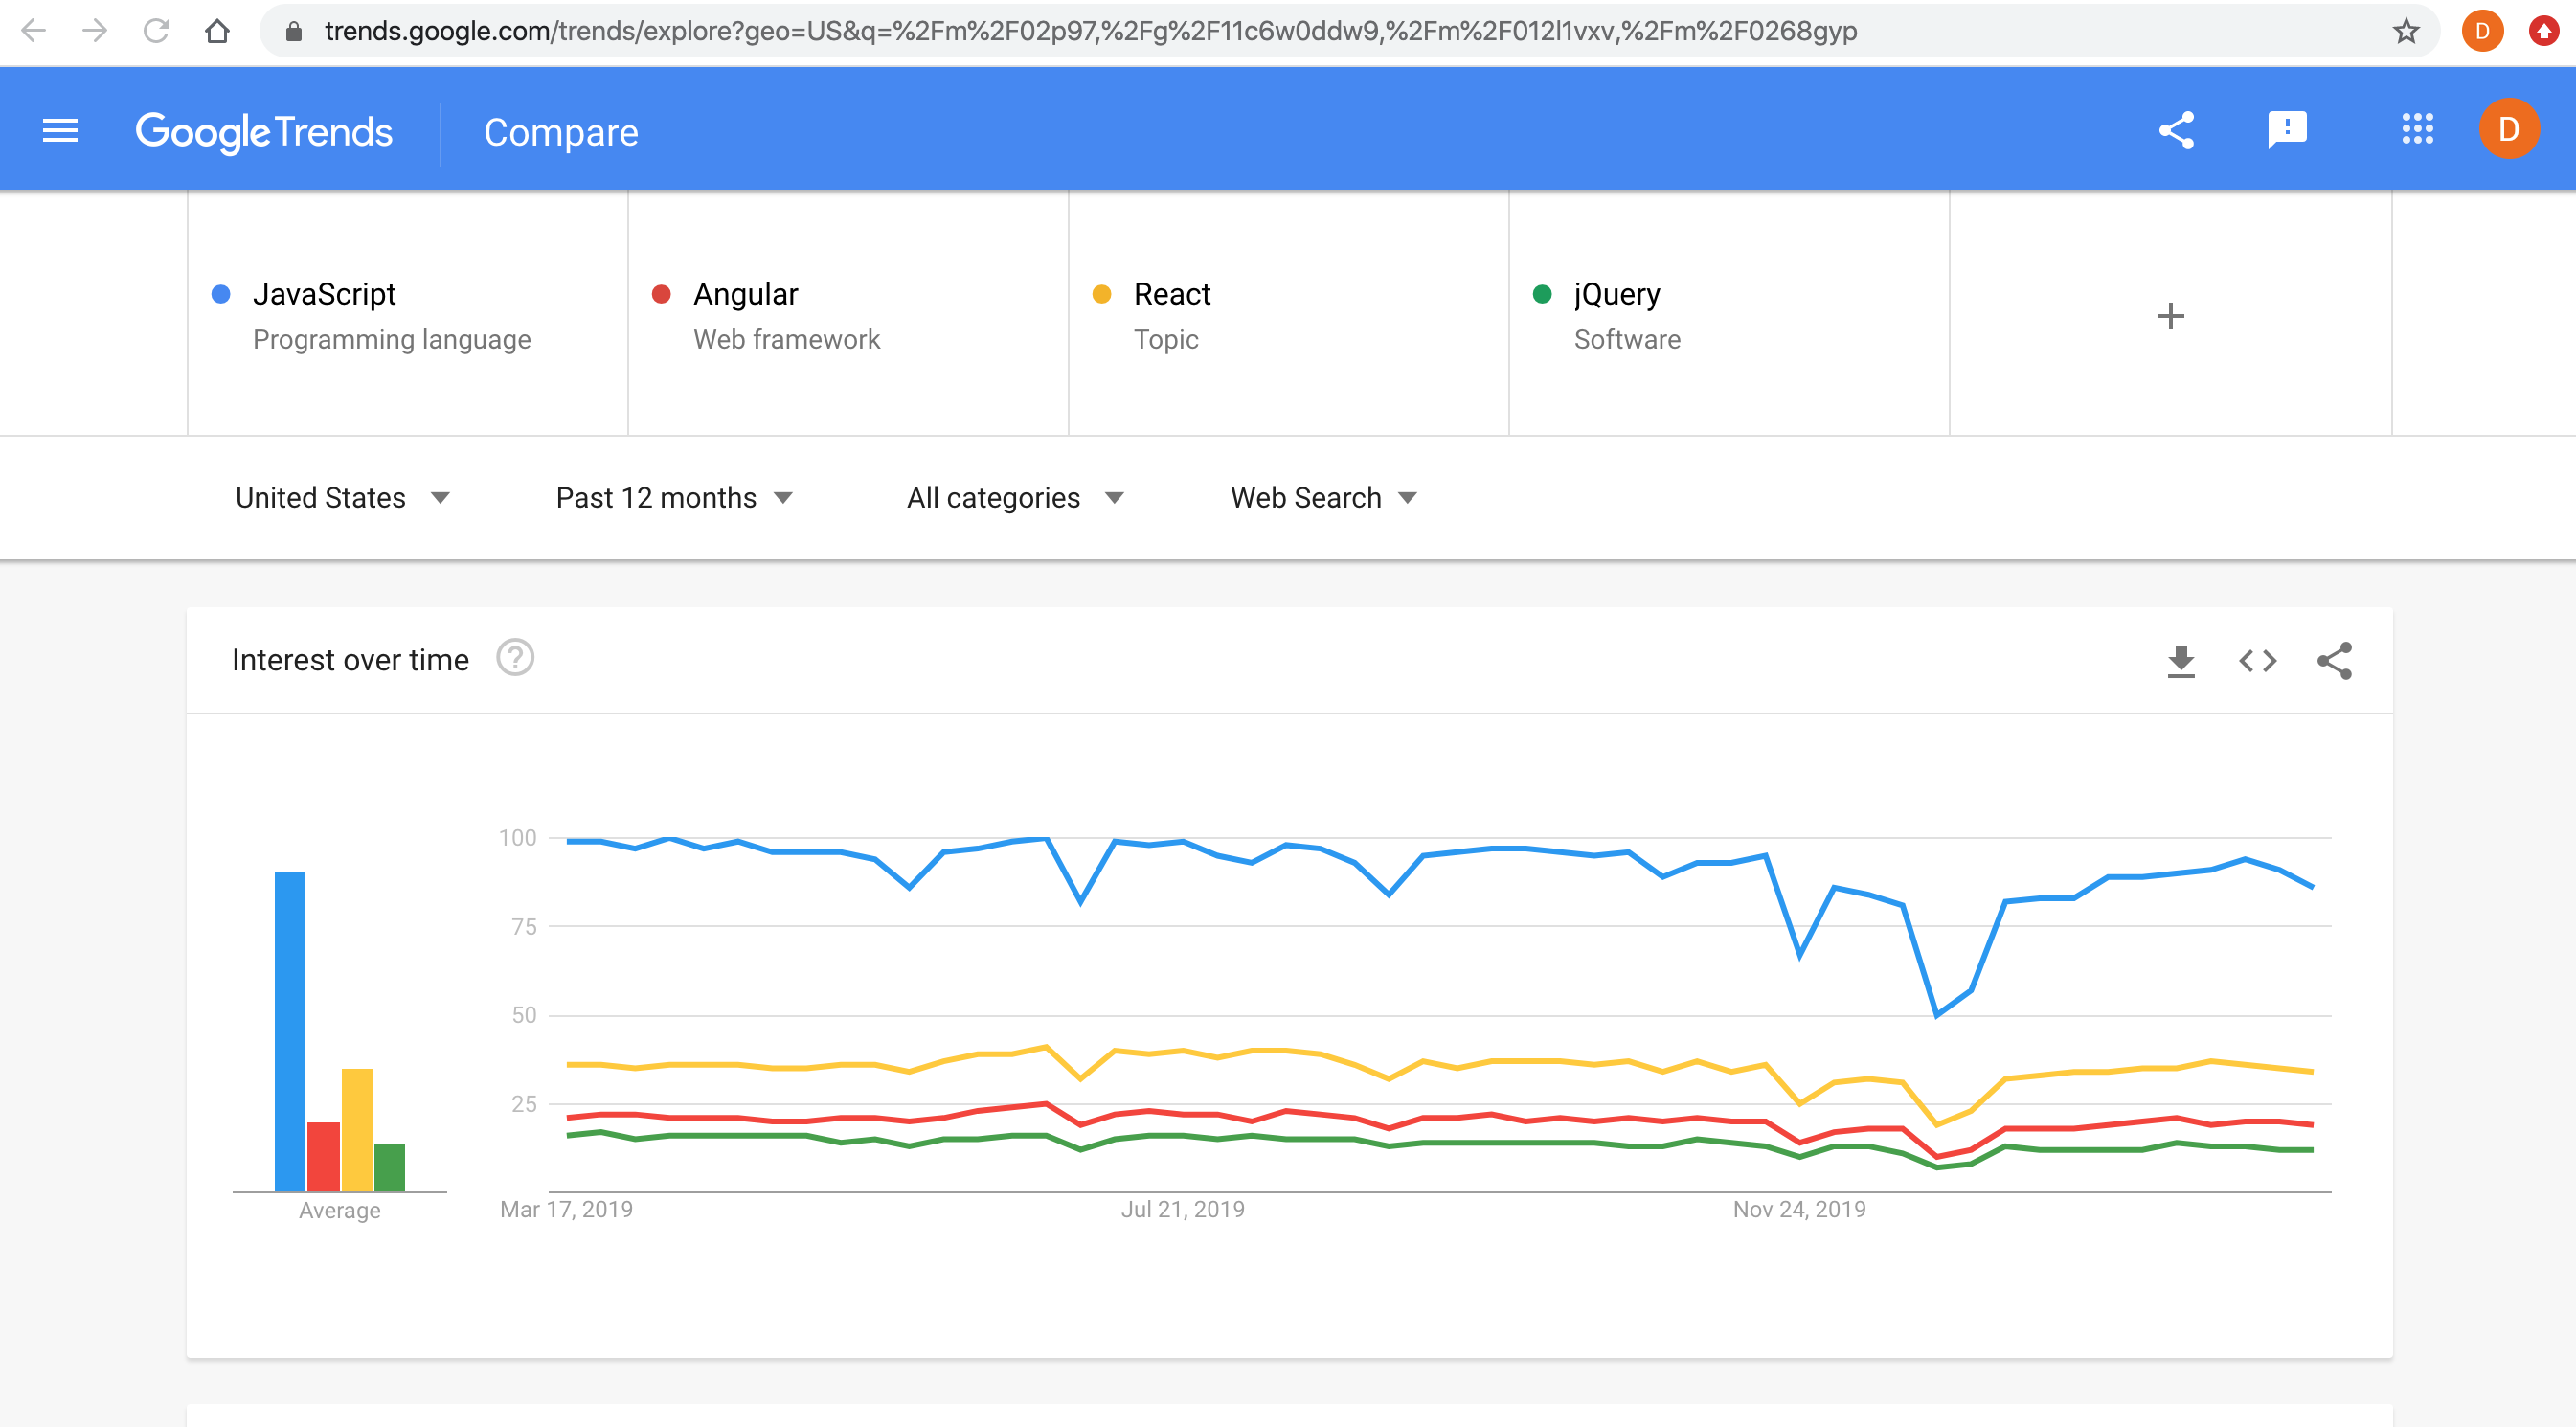 trends.google.com/trends/explore?geo=US&q=%2Fm%2F02p97,%2Fg%2F11c6w0ddw9,%2Fm%2F012l1vxv,%2Fm%2F0268gyp
D
Google Trends Compare
D
JavaScript
Programming language
Angular
Web framework
React
Topic
jQuery
Software
+
United States Past 12 months All categories Web Search
Interest over time ?
100
75
50
25
Average
Mar 17, 2019 Jul 21, 2019 Nov 24, 2019